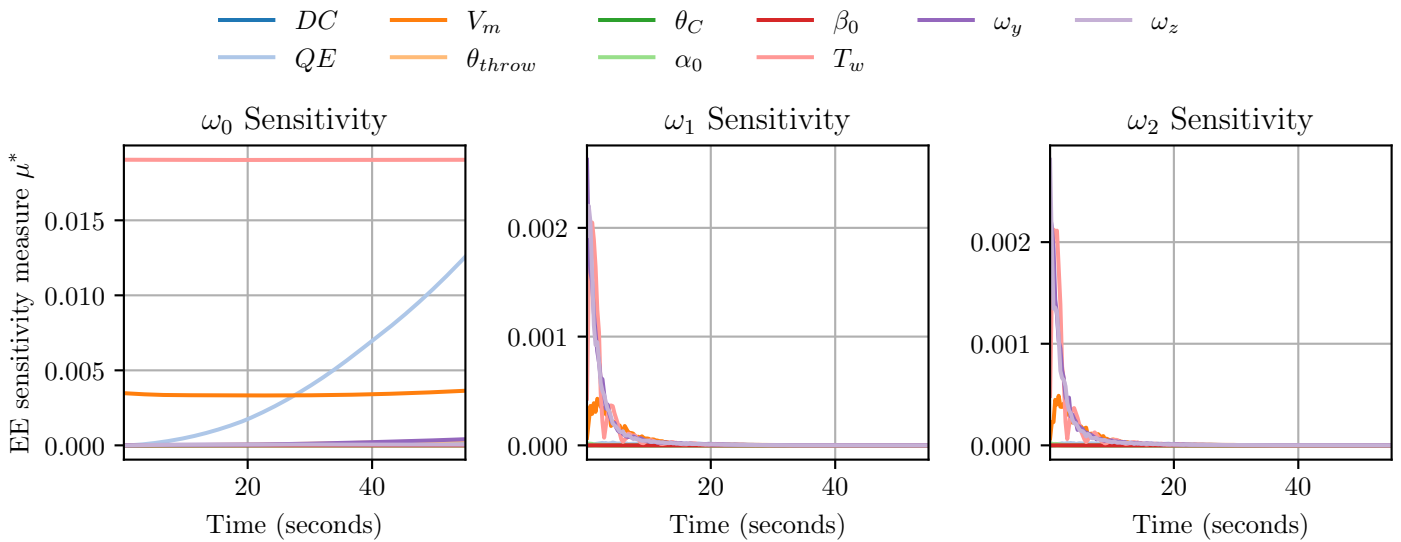 DC V_m θ_C β_0 ω_y ω_z
QE θ_throw α_0 T_w
ω_0 Sensitivity ω_1 Sensitivity ω_2 Sensitivity
EE sensitivity measure μ*
0.015
0.010
0.005
0.000
20 40
Time (seconds)
0.002
0.001
0.000
20 40
Time (seconds)
0.002
0.001
0.000
20 40
Time (seconds)